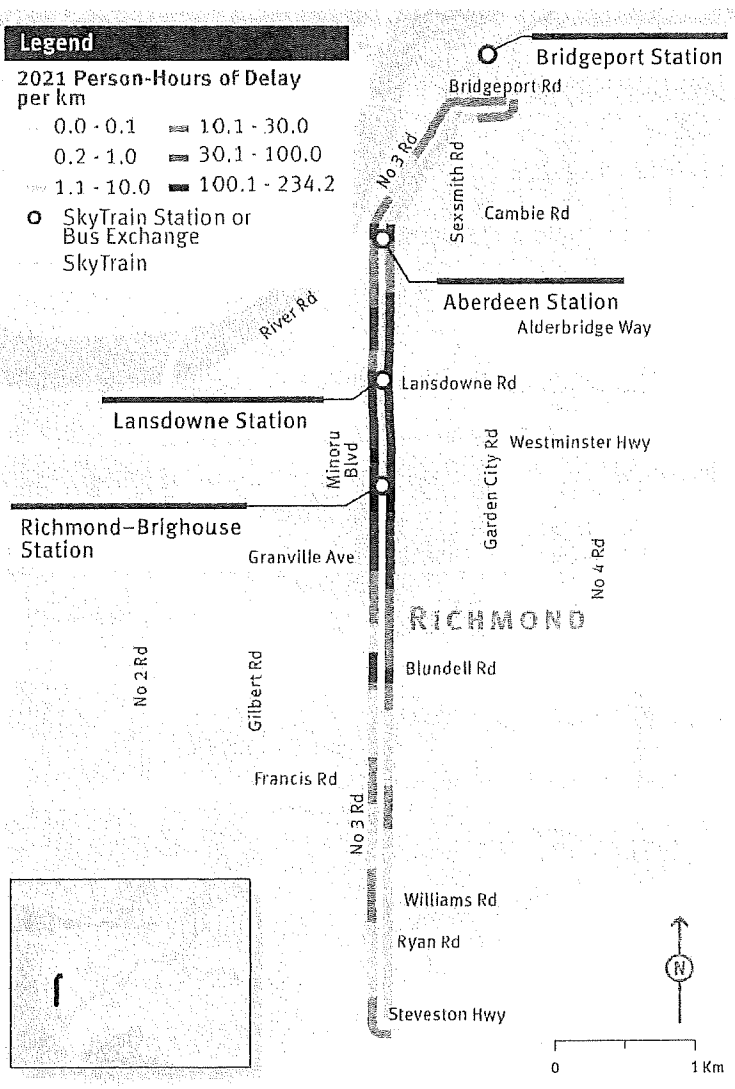 Legend
2021 Person-Hours of Delay
per km
0.0 - 0.1
10.1 - 30.0
0.2 - 1.0
30.1 - 100.0
1.1 - 10.0
100.1 - 234.2
SkyTrain Station or
Bus Exchange
SkyTrain
Bridgeport Station
Bridgeport Rd
No 3 Rd
Sexsmith Rd
Cambie Rd
Aberdeen Station
Alderbridge Way
River Rd
Lansdowne Rd
Lansdowne Station
Minoru
Blvd
Garden City Rd
Westminster Hwy
Richmond–Brighouse
Station
Granville Ave
No 4 Rd
RICHMOND
No 2 Rd
Gilbert Rd
Blundell Rd
Francis Rd
No 3 Rd
Williams Rd
Ryan Rd
N
Steveston Hwy
0
1 Km